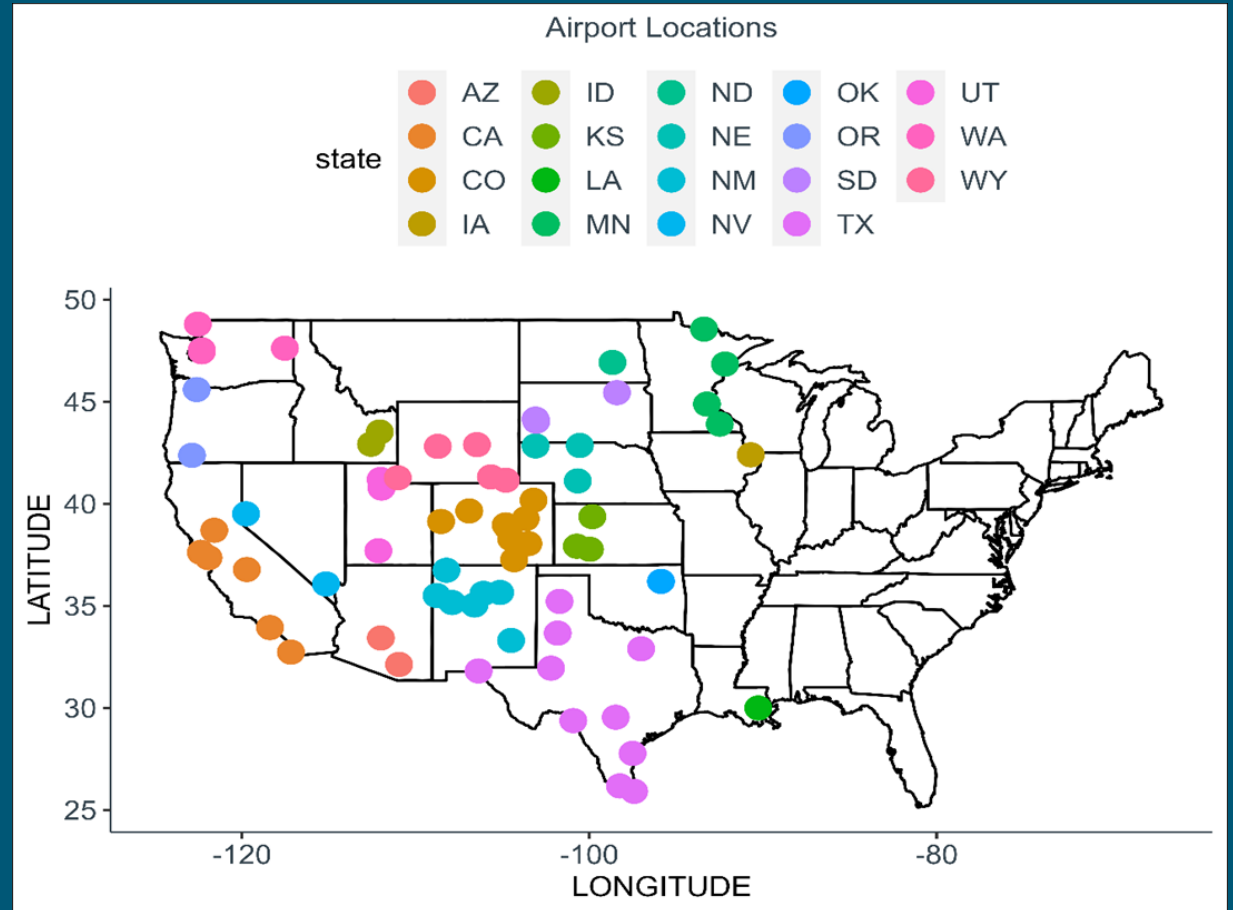 Airport Locations
state
AZ ID ND OK UT
CA KS NE OR WA
CO LA NM SD WY
IA MN NV TX
50
45
40
35
30
25
LATITUDE
-120 -100 -80
LONGITUDE